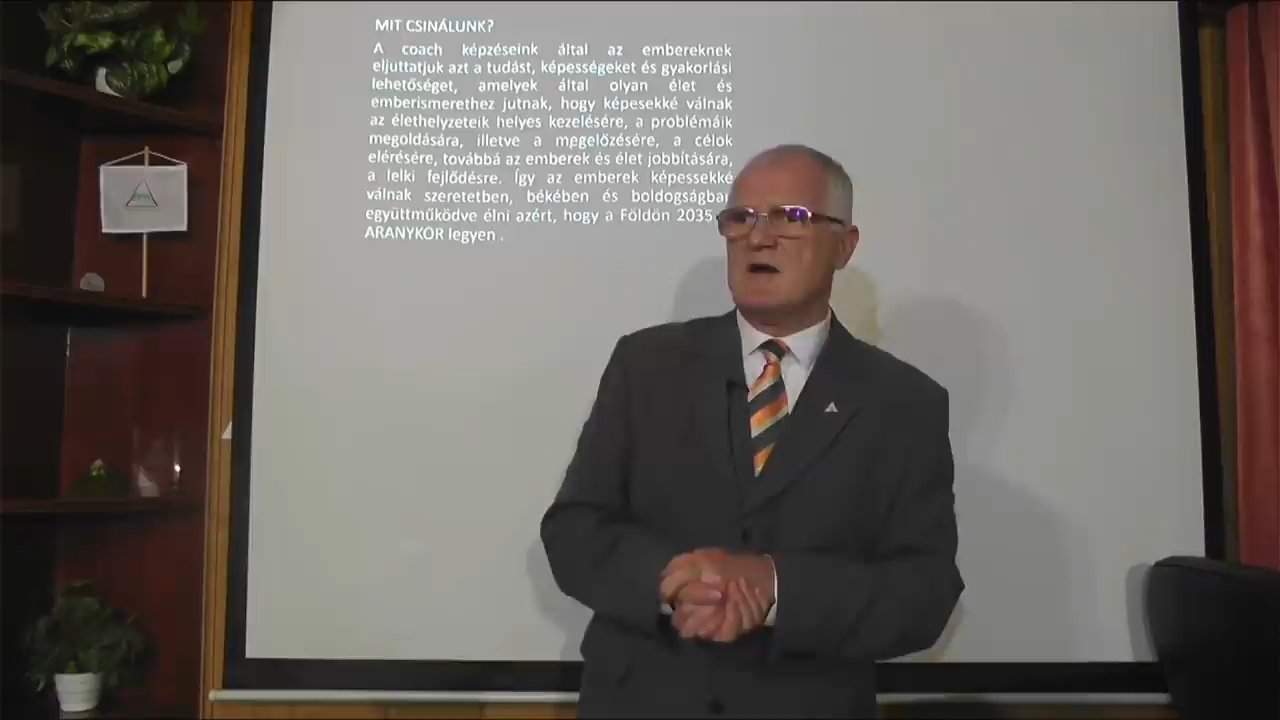 MIT CSINÁLUNK?
A coach képzéseink által az embereknek
eljuttatjuk azt a tudást, képességeket és gyakorlási
lehetőséget, amelyek által olyan élet és
emberismerethez jutnak, hogy képesekké válnak
az élethelyzeteik helyes kezelésére, a problémáik
megoldására, illetve a megelőzésére, a célok
elérésére, továbbá az emberek és élet jobbítására,
a lelki fejlődésre. Így az emberek képessekké
válnak szeretetben, békében és boldogságban
együttműködve élni azért, hogy a Földön 2035
ARANYKOR legyen .